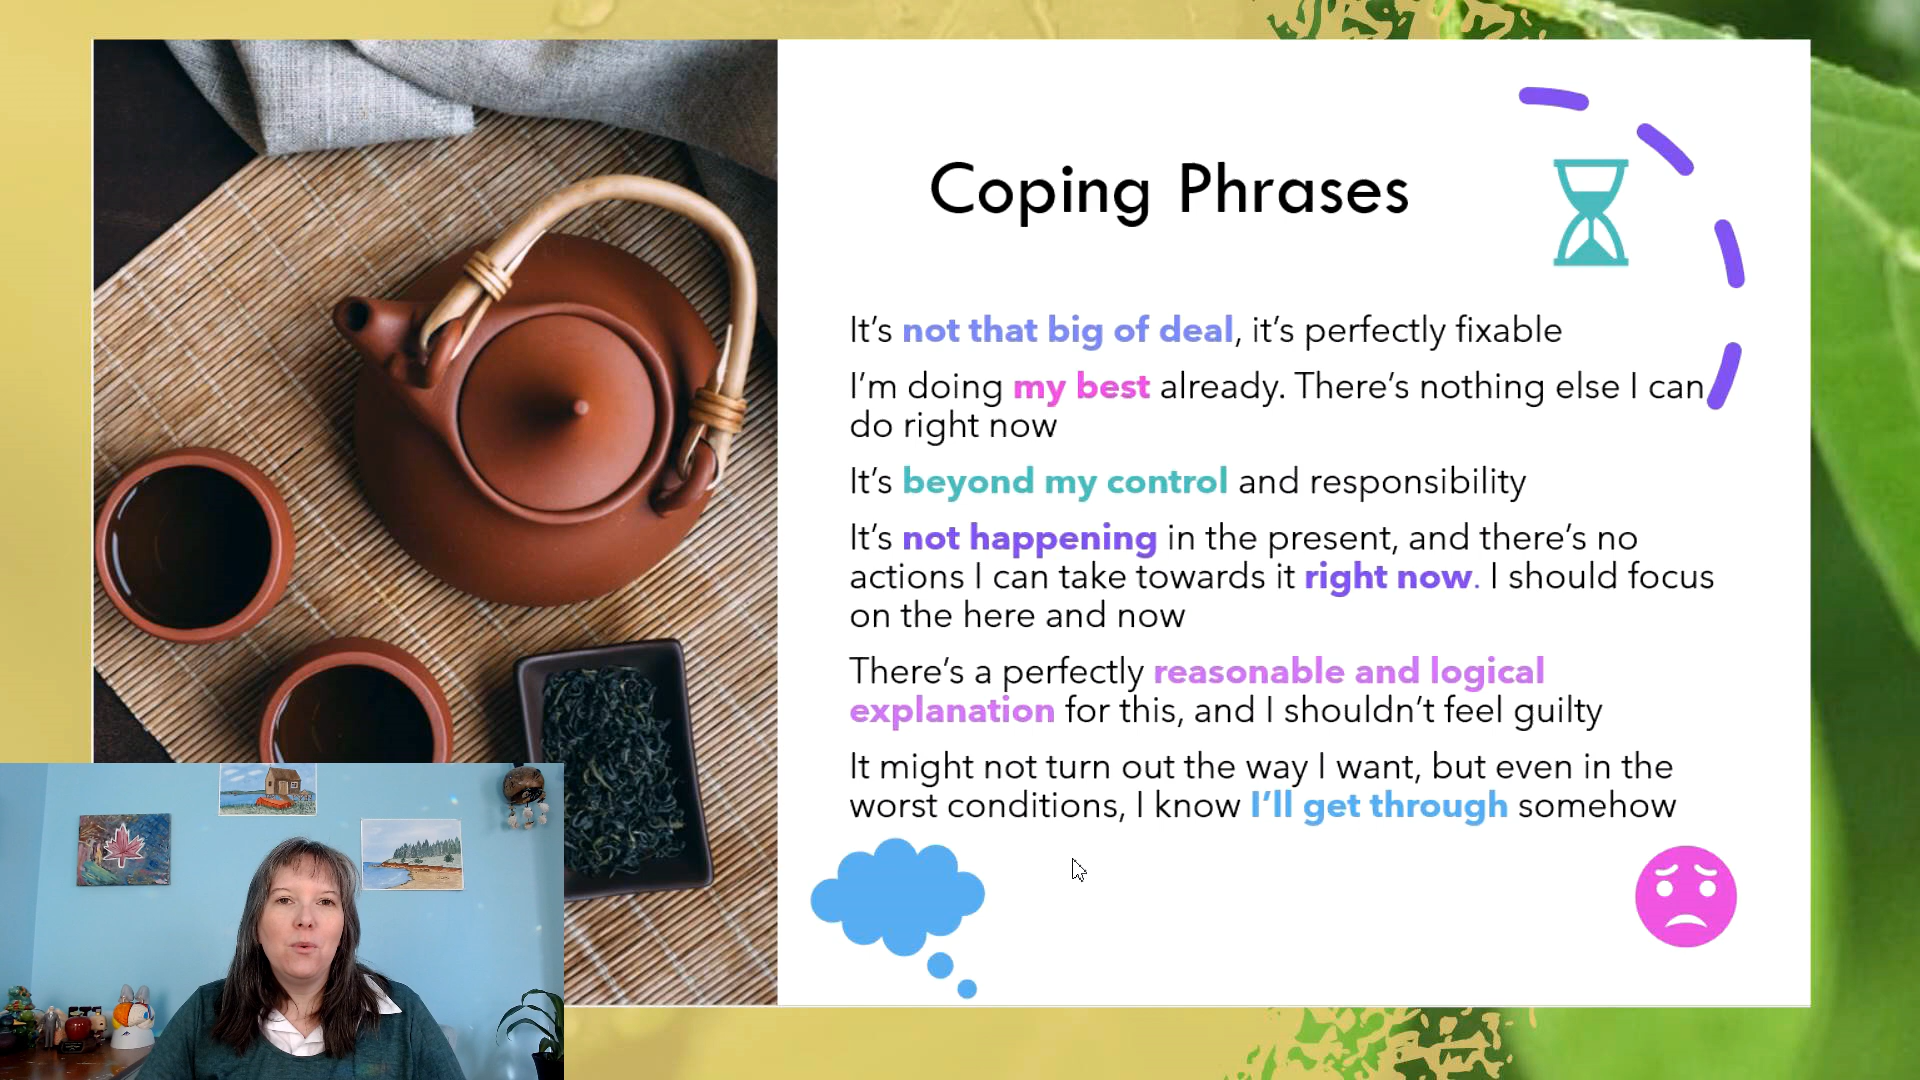 Coping Phrases
It’s not that big of deal, it’s perfectly fixable
I’m doing my best already. There’s nothing else I can
do right now
It’s beyond my control and responsibility
It’s not happening in the present, and there’s no
actions I can take towards it right now. I should focus
on the here and now
There’s a perfectly reasonable and logical
explanation for this, and I shouldn’t feel guilty
It might not turn out the way I want, but even in the
worst conditions, I know I’ll get through somehow